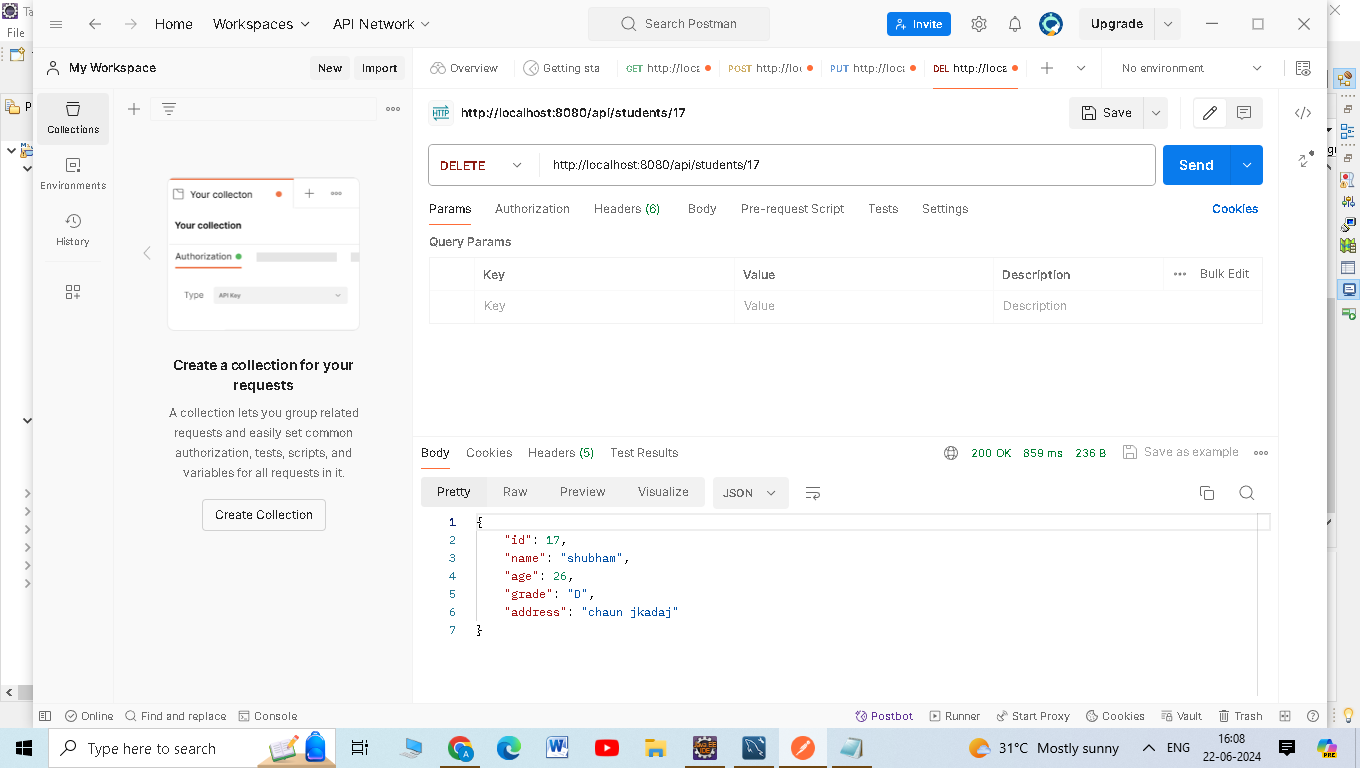 Home Workspaces API Network Search Postman Invite Upgrade
File
My Workspace New Import Overview Getting sta GET http://loca POST http://loc PUT http://loca DEL http://loca No environment
Collections
Environments
History
Your collecton
Your collection
Authorization
Type API Key
Create a collection for your
requests
A collection lets you group related
requests and easily set common
authorization, tests, scripts, and
variables for all requests in it.
Create Collection
HTTP http://localhost:8080/api/students/17 Save
DELETE http://localhost:8080/api/students/17 Send
Params Authorization Headers (6) Body Pre-request Script Tests Settings Cookies
Query Params
Key Value Description Bulk Edit
Key Value Description
Body Cookies Headers (5) Test Results 200 OK 859 ms 236 B Save as example
Pretty Raw Preview Visualize JSON
1 {
2 "id": 17,
3 "name": "shubham",
4 "age": 26,
5 "grade": "D",
6 "address": "chaun jkadaj"
7 }
Online Find and replace Console Postbot Runner Start Proxy Cookies Vault Trash
Type here to search 31°C Mostly sunny ENG 16:08
22-06-2024